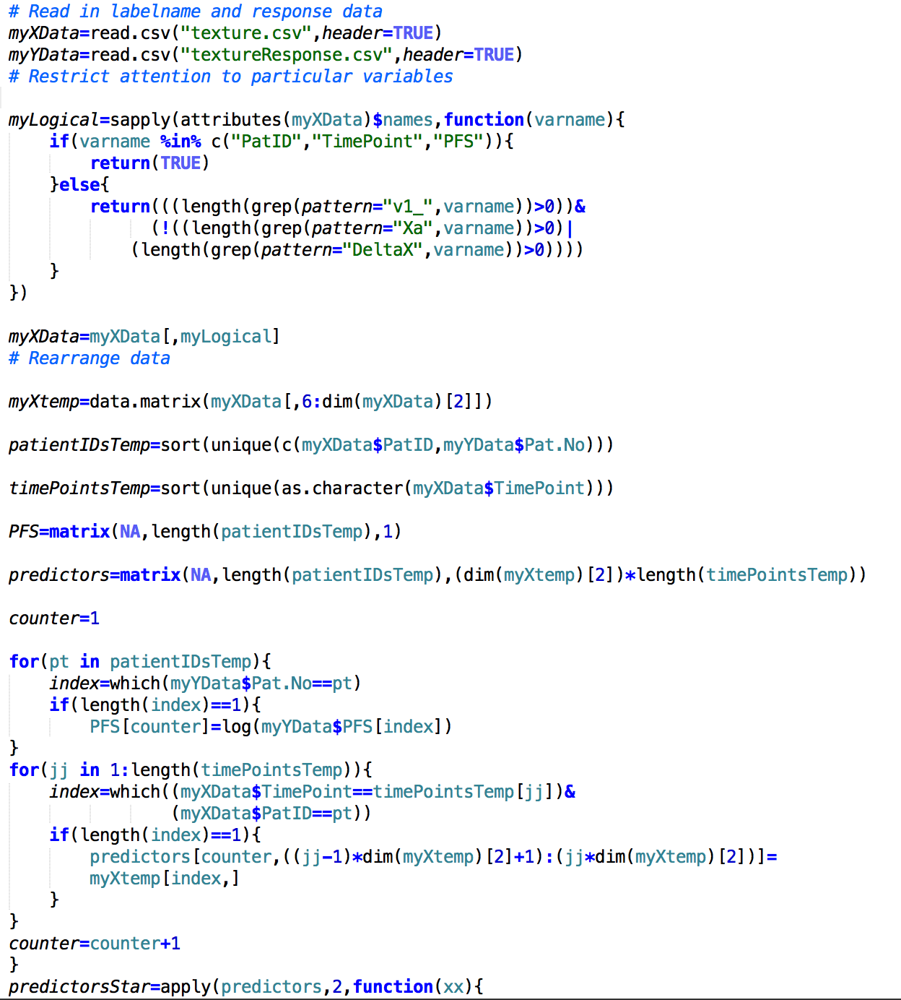 # Read in labelname and response data
myXData=read.csv("texture.csv",header=TRUE)
myYData=read.csv("textureResponse.csv",header=TRUE)
# Restrict attention to particular variables
myLogical=sapply(attributes(myXData)$names,function(varname){
    if(varname %in% c("PatID","TimePoint","PFS")){
        return(TRUE)
    }else{
        return(((length(grep(pattern="v1_",varname))>0))&
              (!((length(grep(pattern="Xa",varname))>0)|
            (length(grep(pattern="DeltaX",varname))>0))))
    }
})
myXData=myXData[,myLogical]
# Rearrange data
myXtemp=data.matrix(myXData[,6:dim(myXData)[2]])
patientIDsTemp=sort(unique(c(myXData$PatID,myYData$Pat.No)))
timePointsTemp=sort(unique(as.character(myXData$TimePoint)))
PFS=matrix(NA,length(patientIDsTemp),1)
predictors=matrix(NA,length(patientIDsTemp),(dim(myXtemp)[2])*length(timePointsTemp))
counter=1
for(pt in patientIDsTemp){
    index=which(myYData$Pat.No==pt)
    if(length(index)==1){
        PFS[counter]=log(myYData$PFS[index])
}
for(jj in 1:length(timePointsTemp)){
    index=which((myXData$TimePoint==timePointsTemp[jj])&
                (myXData$PatID==pt))
    if(length(index)==1){
        predictors[counter,((jj-1)*dim(myXtemp)[2]+1):(jj*dim(myXtemp)[2])]=
        myXtemp[index,]
    }
}
counter=counter+1
}
predictorsStar=apply(predictors,2,function(xx){